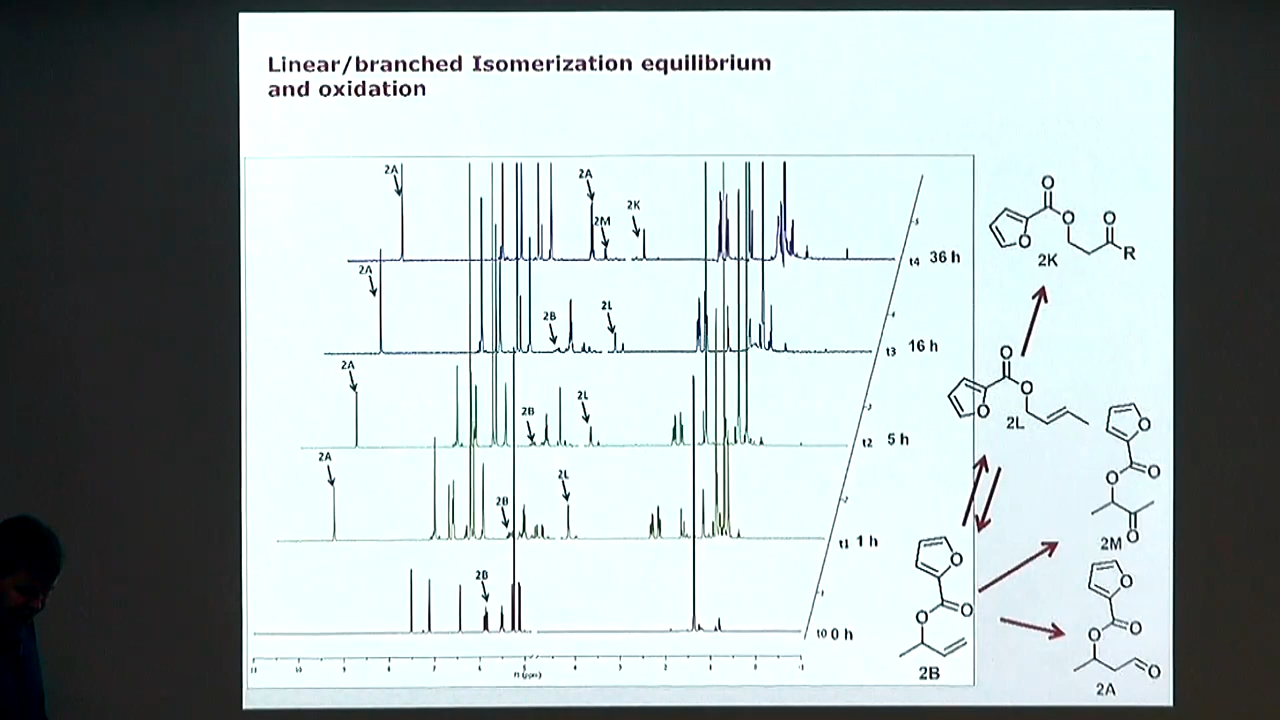 Linear/branched Isomerization equilibrium
and oxidation
2A
2A
2M
2K
t4 36 h
2A
2B
2L
t3 16 h
2A
2B
2L
t2 5 h
2A
2B
2L
t1 1 h
2B
t0 0 h
O
O
O
O
R
2K
O
O
O
2L
O
O
O
O
2M
O
O
O
2B
O
O
O
O
2A